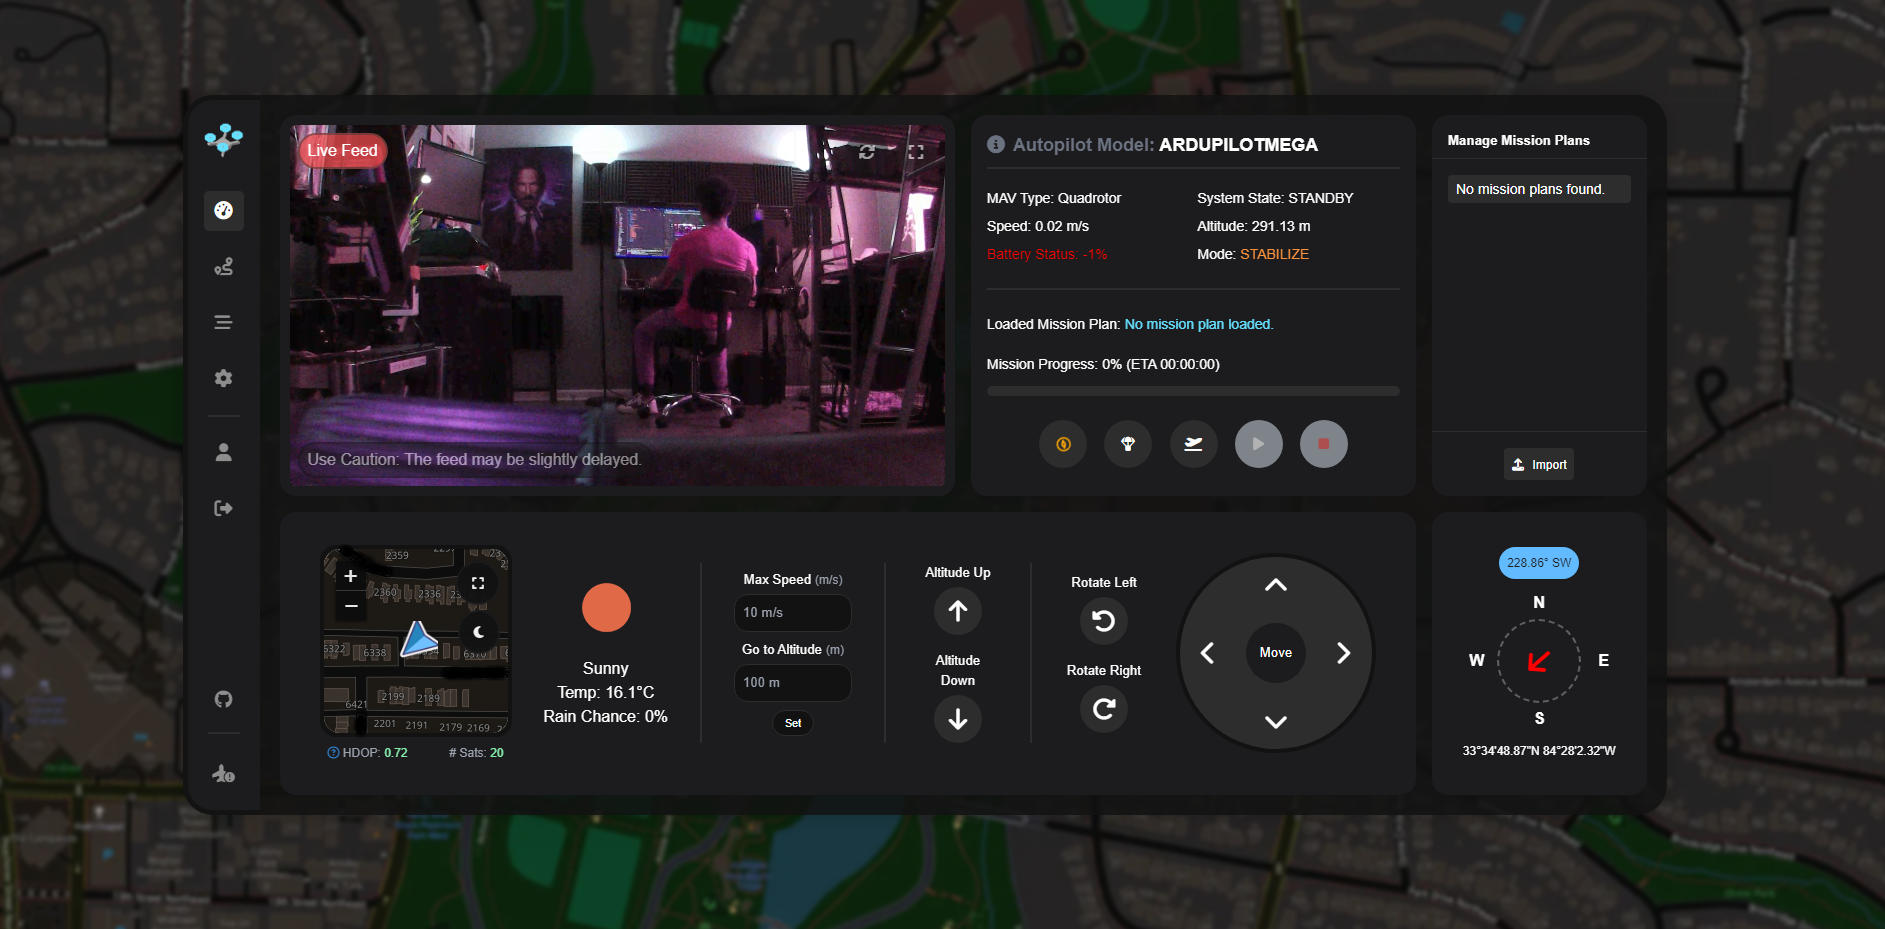 Live Feed
Use Caution: The feed may be slightly delayed.
Autopilot Model: ARDUPILOTMEGA
MAV Type: Quadrotor
System State: STANDBY
Speed: 0.02 m/s
Altitude: 291.13 m
Battery Status: -1%
Mode: STABILIZE
Loaded Mission Plan: No mission plan loaded.
Mission Progress: 0% (ETA 00:00:00)
Manage Mission Plans
No mission plans found.
Import
2359
+
2360
2336
−
6322
6338
6370
2199
2189
6421
2201
2191
2179
2169
HDOP: 0.72
# Sats: 20
Sunny
Temp: 16.1°C
Rain Chance: 0%
Max Speed (m/s)
10 m/s
Go to Altitude (m)
100 m
Set
Altitude Up
Altitude
Down
Rotate Left
Rotate Right
Move
228.86° SW
N
W
E
S
33°34'48.87"N 84°28'2.32"W